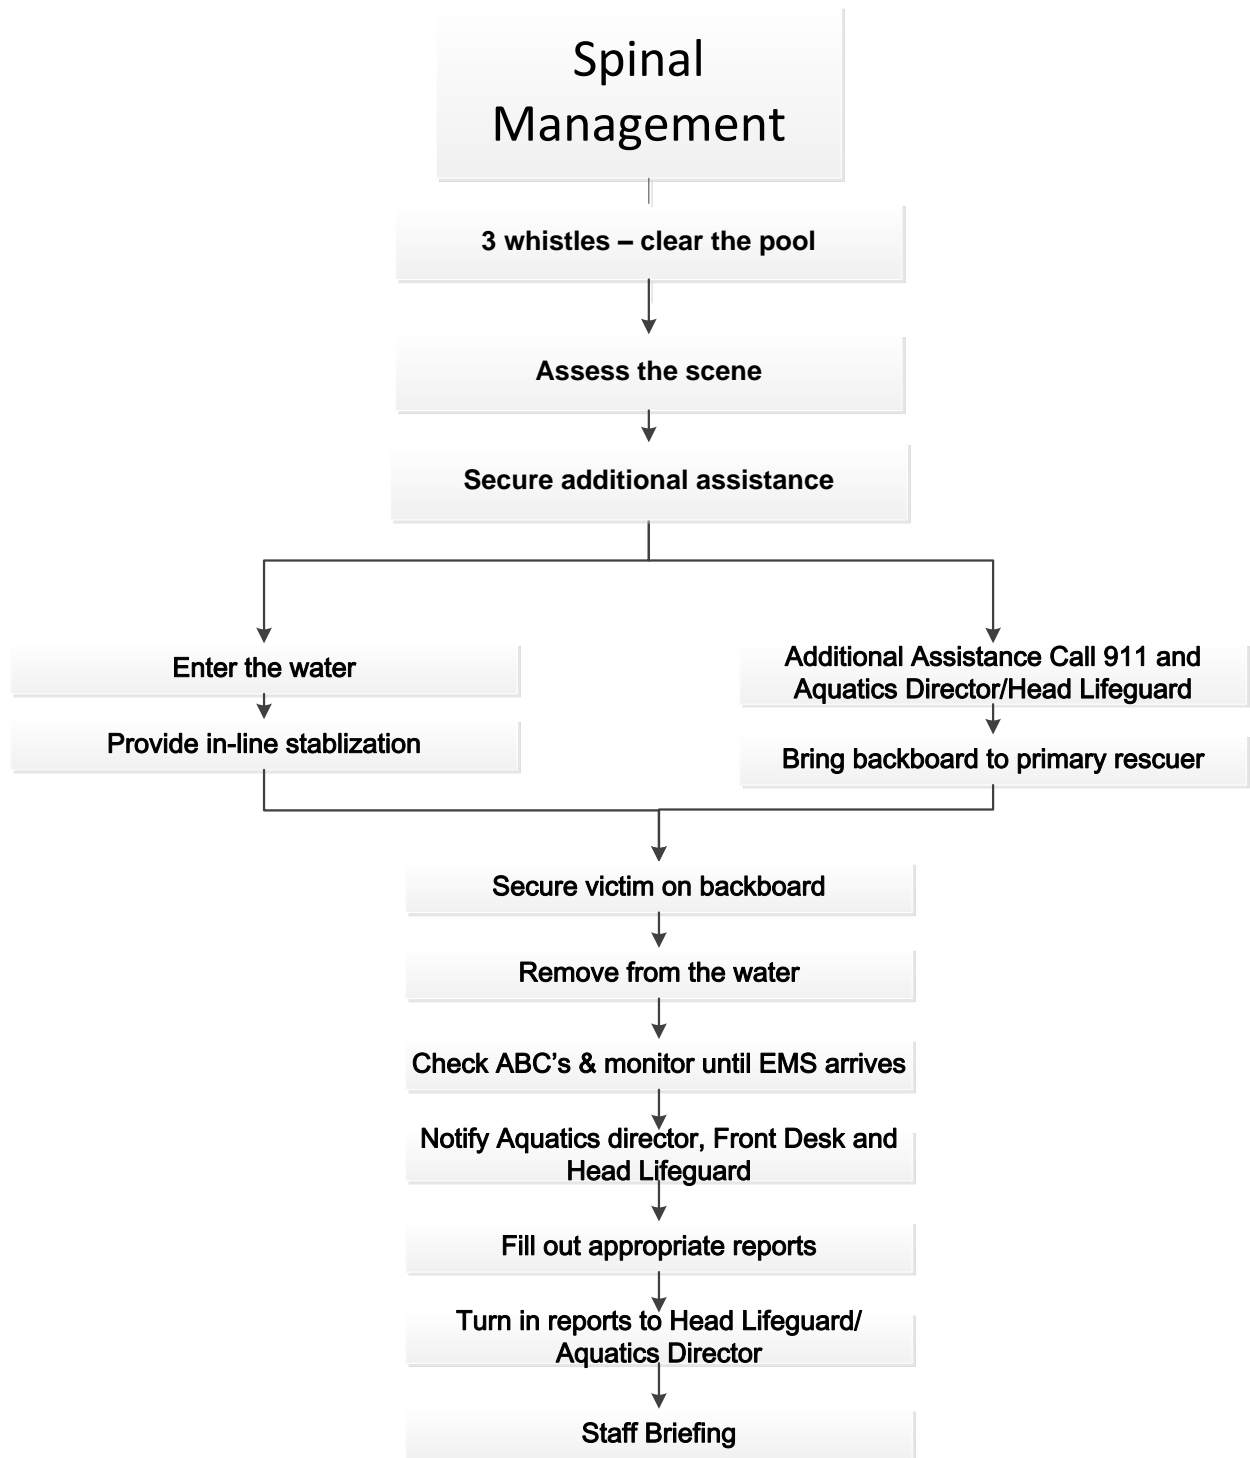 Spinal
Management
3 whistles – clear the pool
Assess the scene
Secure additional assistance
Enter the water
Provide in-line stablization
Additional Assistance Call 911 and
Aquatics Director/Head Lifeguard
Bring backboard to primary rescuer
Secure victim on backboard
Remove from the water
Check ABC’s & monitor until EMS arrives
Notify Aquatics director, Front Desk and
Head Lifeguard
Fill out appropriate reports
Turn in reports to Head Lifeguard/
Aquatics Director
Staff Briefing